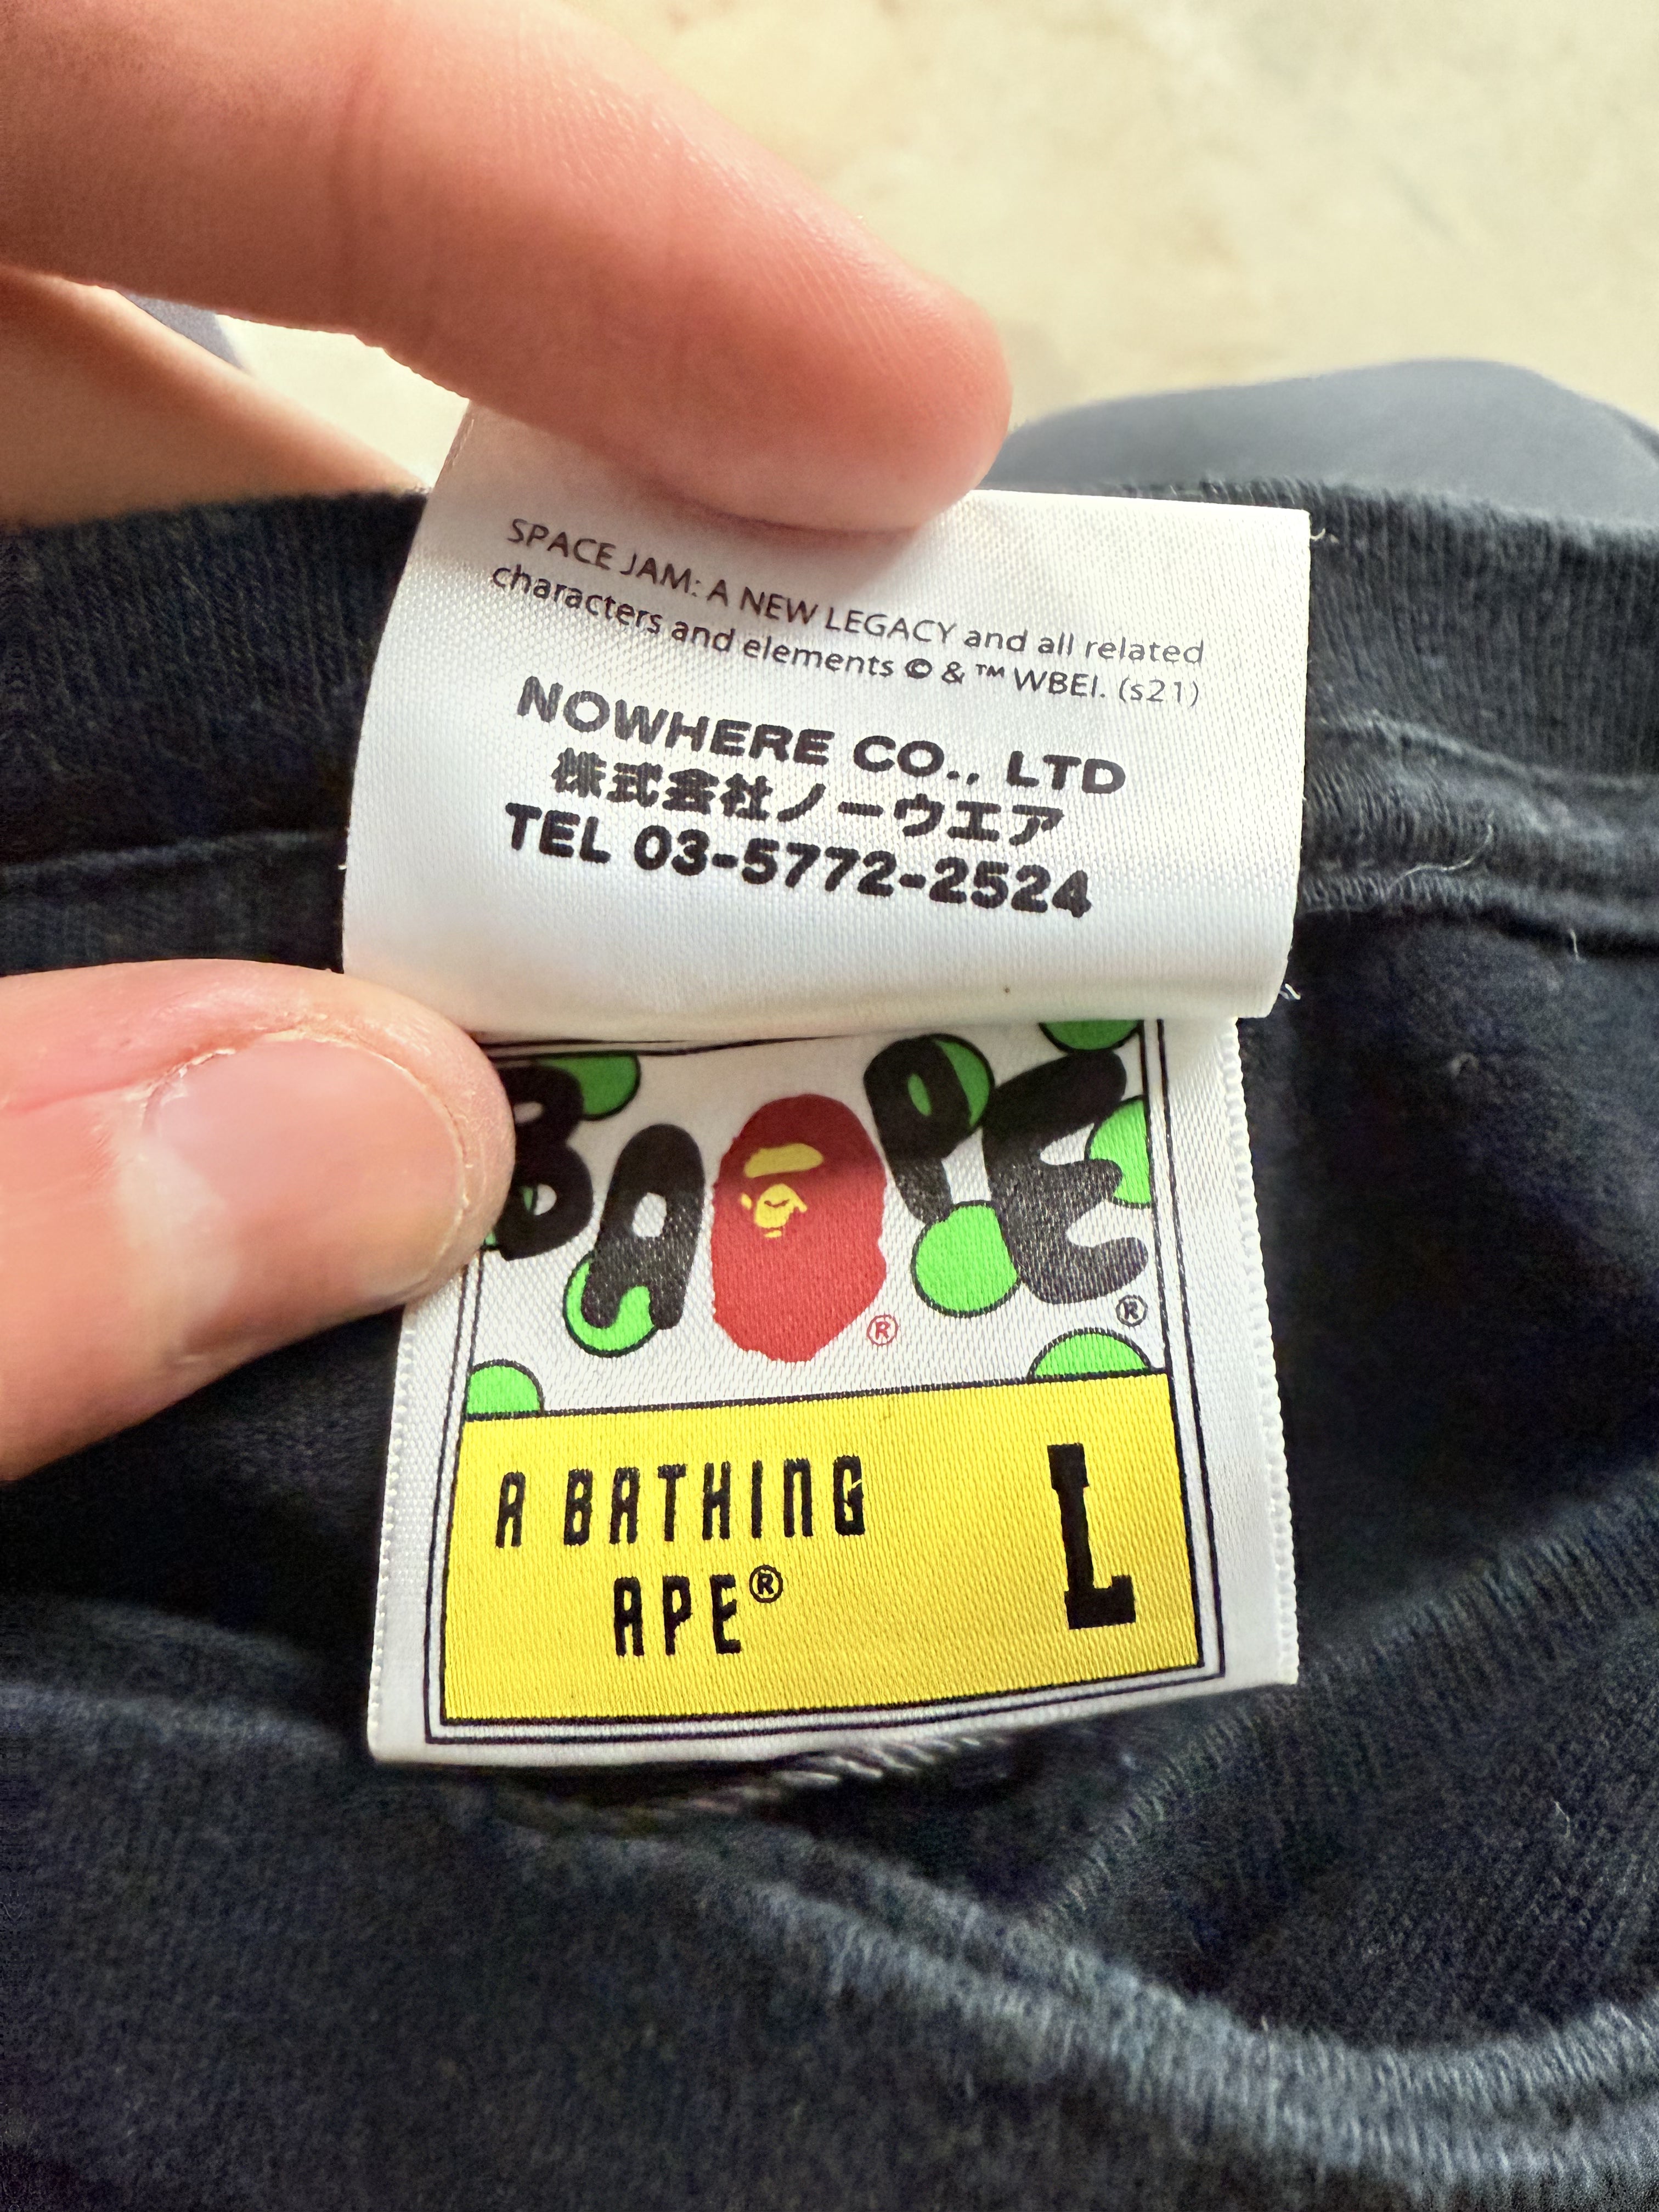 SPACE JAM: A NEW LEGACY and all related
characters and elements © & ™ WBEI. (s21)
NOWHERE CO., LTD
株式会社ノーウエア
TEL 03-5772-2524
BAPE
®
®
A BATHING
APE®
L